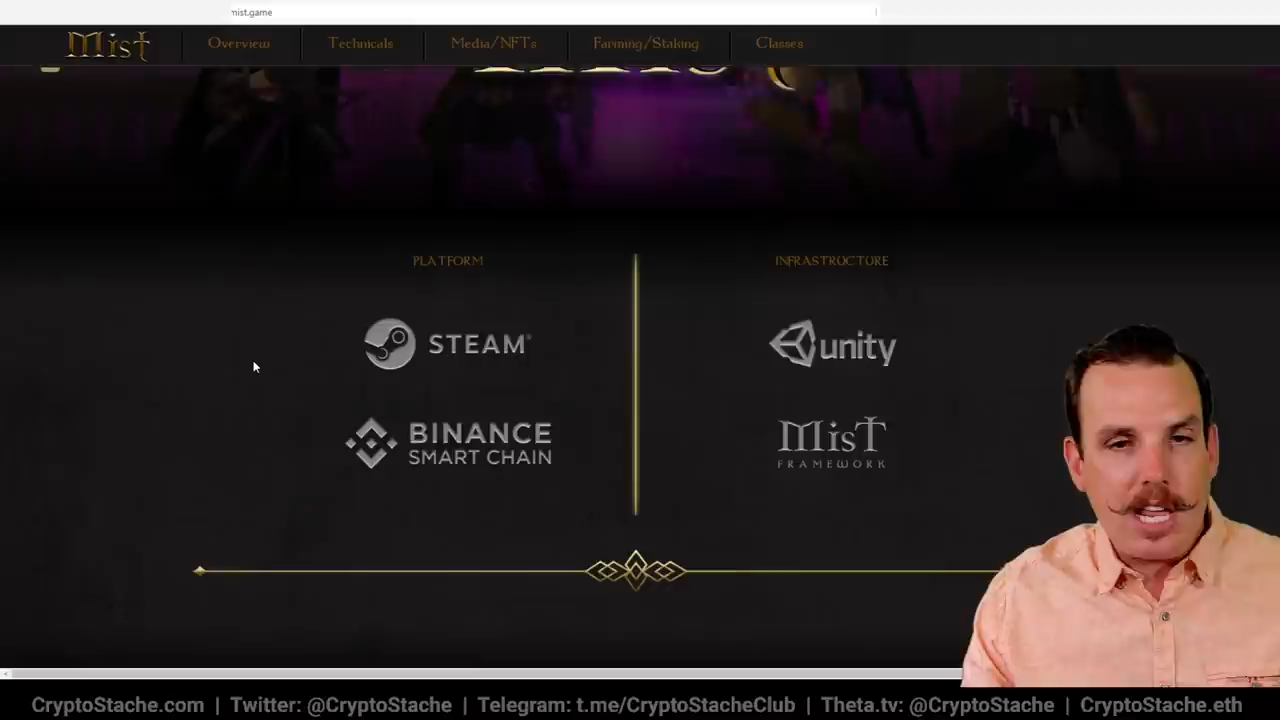 mist.game
Mist
Overview
Technicals
Media/NFTs
Farming/Staking
Classes
Mist
PLATFORM
INFRASTRUCTURE
STEAM®
unity
BINANCE
SMART CHAIN
MisT
FRAMEWORK
CryptoStache.com | Twitter: @CryptoStache | Telegram: t.me/CryptoStacheClub | Theta.tv: @CryptoStache | CryptoStache.eth